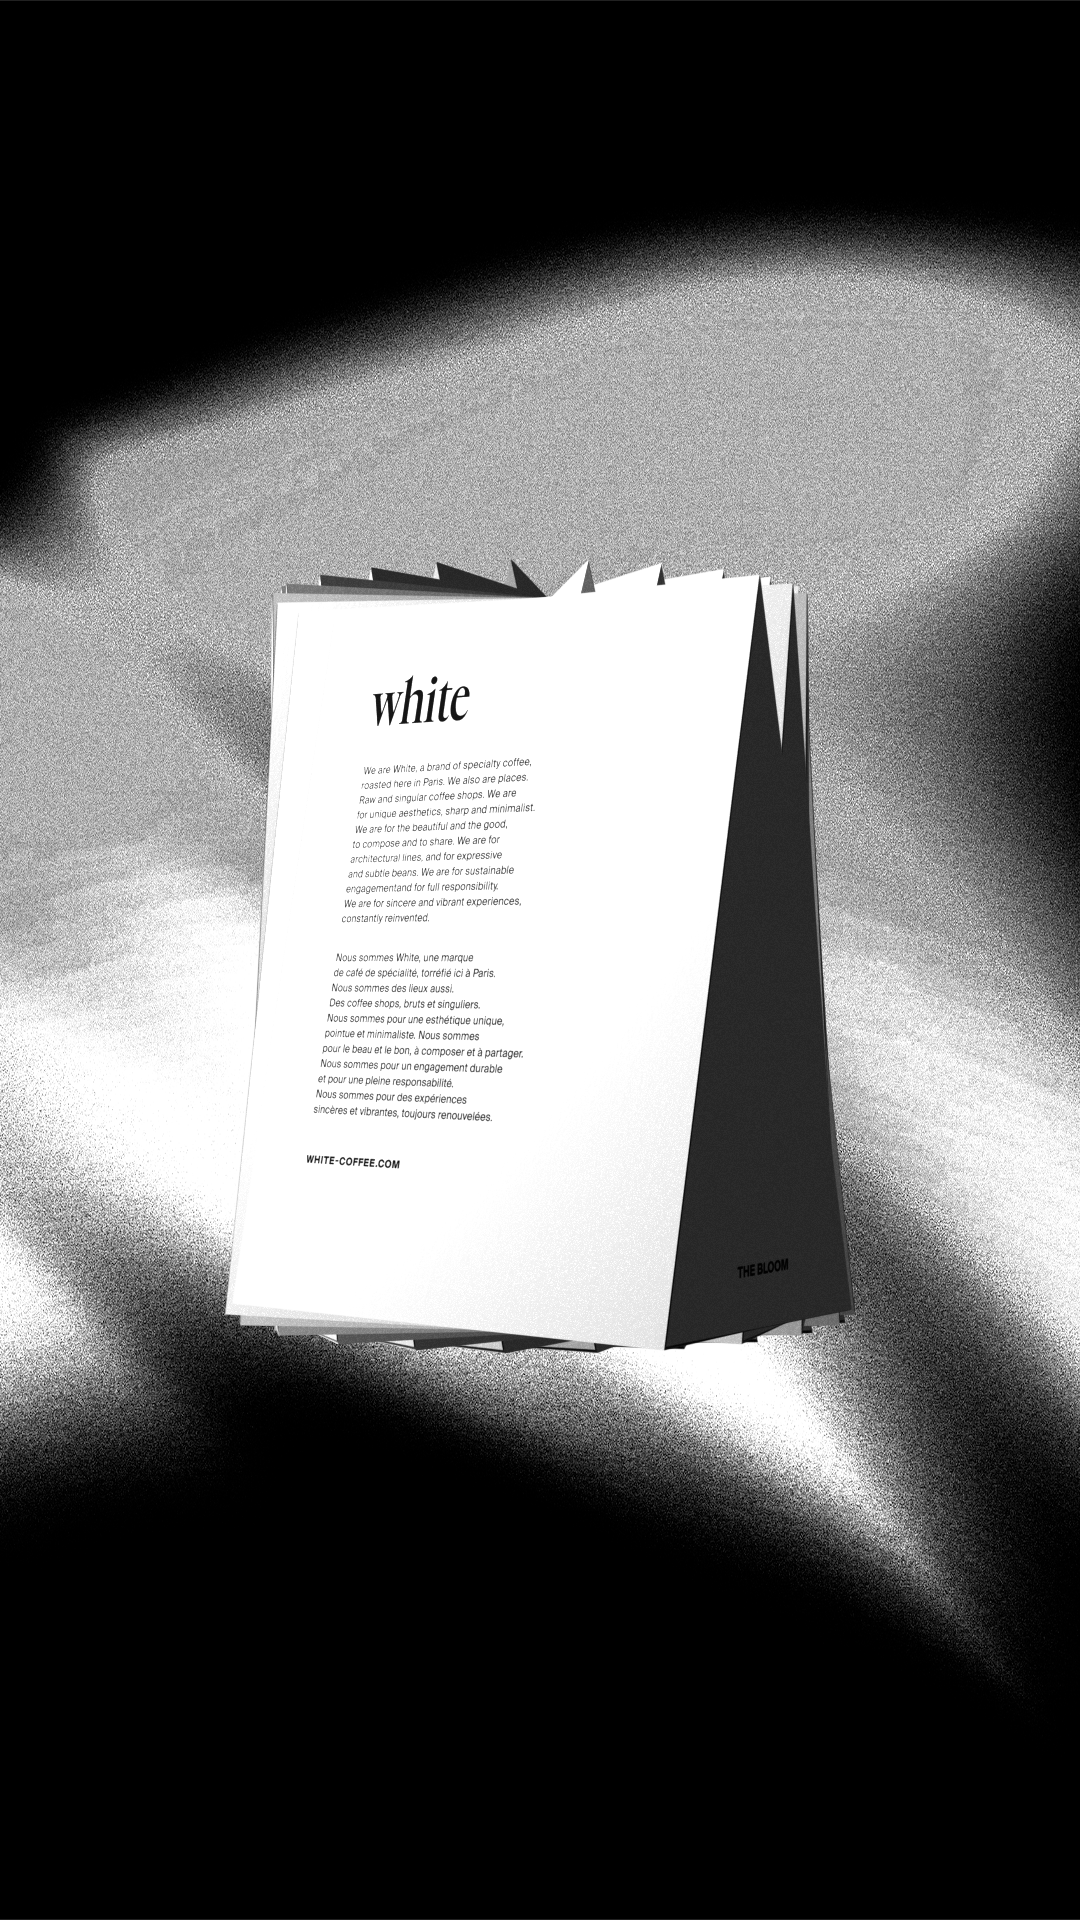 white
We are White, a brand of specialty coffee,
roasted here in Paris. We also are places.
Raw and singular coffee shops. We are
for unique aesthetics, sharp and minimalist.
We are for the beautiful and the good,
to compose and to share. We are for
architectural lines, and for expressive
and subtle beans. We are for sustainable
engagementand for full responsibility.
We are for sincere and vibrant experiences,
constantly reinvented.
Nous sommes White, une marque
de café de spécialité, torréfié ici à Paris.
Nous sommes des lieux aussi.
Des coffee shops, bruts et singuliers.
Nous sommes pour une esthétique unique,
pointue et minimaliste. Nous sommes
pour le beau et le bon, à composer et à partager.
Nous sommes pour un engagement durable
et pour une pleine responsabilité.
Nous sommes pour des expériences
sincères et vibrantes, toujours renouvelées.
WHITE-COFFEE.COM
THE BLOOM